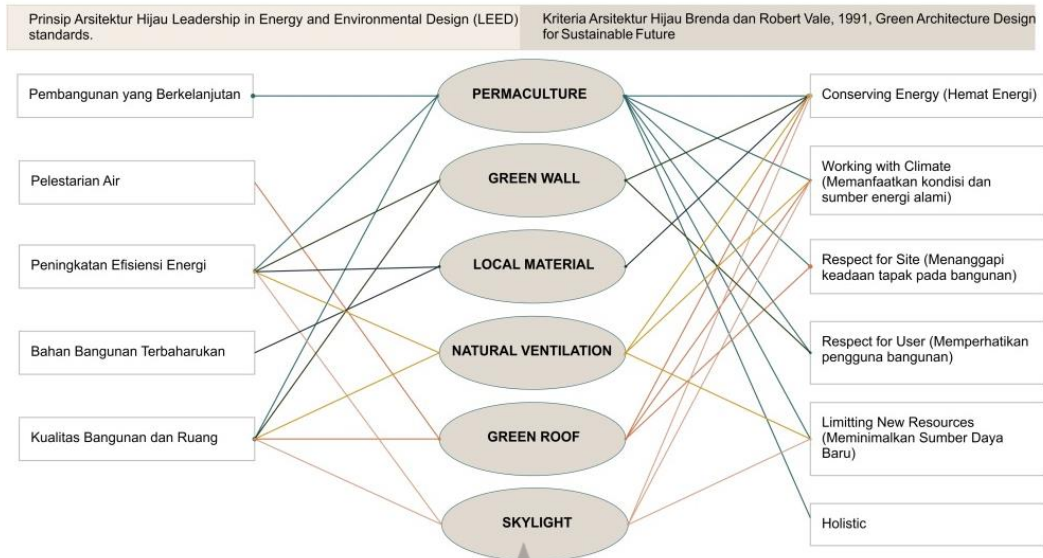 Prinsip Arsitektur Hijau Leadership in Energy and Environmental Design (LEED)
standards.
Kriteria Arsitektur Hijau Brenda dan Robert Vale, 1991, Green Architecture Design
for Sustainable Future
Pembangunan yang Berkelanjutan
Pelestarian Air
Peningkatan Efisiensi Energi
Bahan Bangunan Terbaharukan
Kualitas Bangunan dan Ruang
PERMACULTURE
GREEN WALL
LOCAL MATERIAL
NATURAL VENTILATION
GREEN ROOF
SKYLIGHT
Conserving Energy (Hemat Energi)
Working with Climate
(Memanfaatkan kondisi dan
sumber energi alami)
Respect for Site (Menanggapi
keadaan tapak pada bangunan)
Respect for User (Memperhatikan
pengguna bangunan)
Limitting New Resources
(Meminimalkan Sumber Daya
Baru)
Holistic